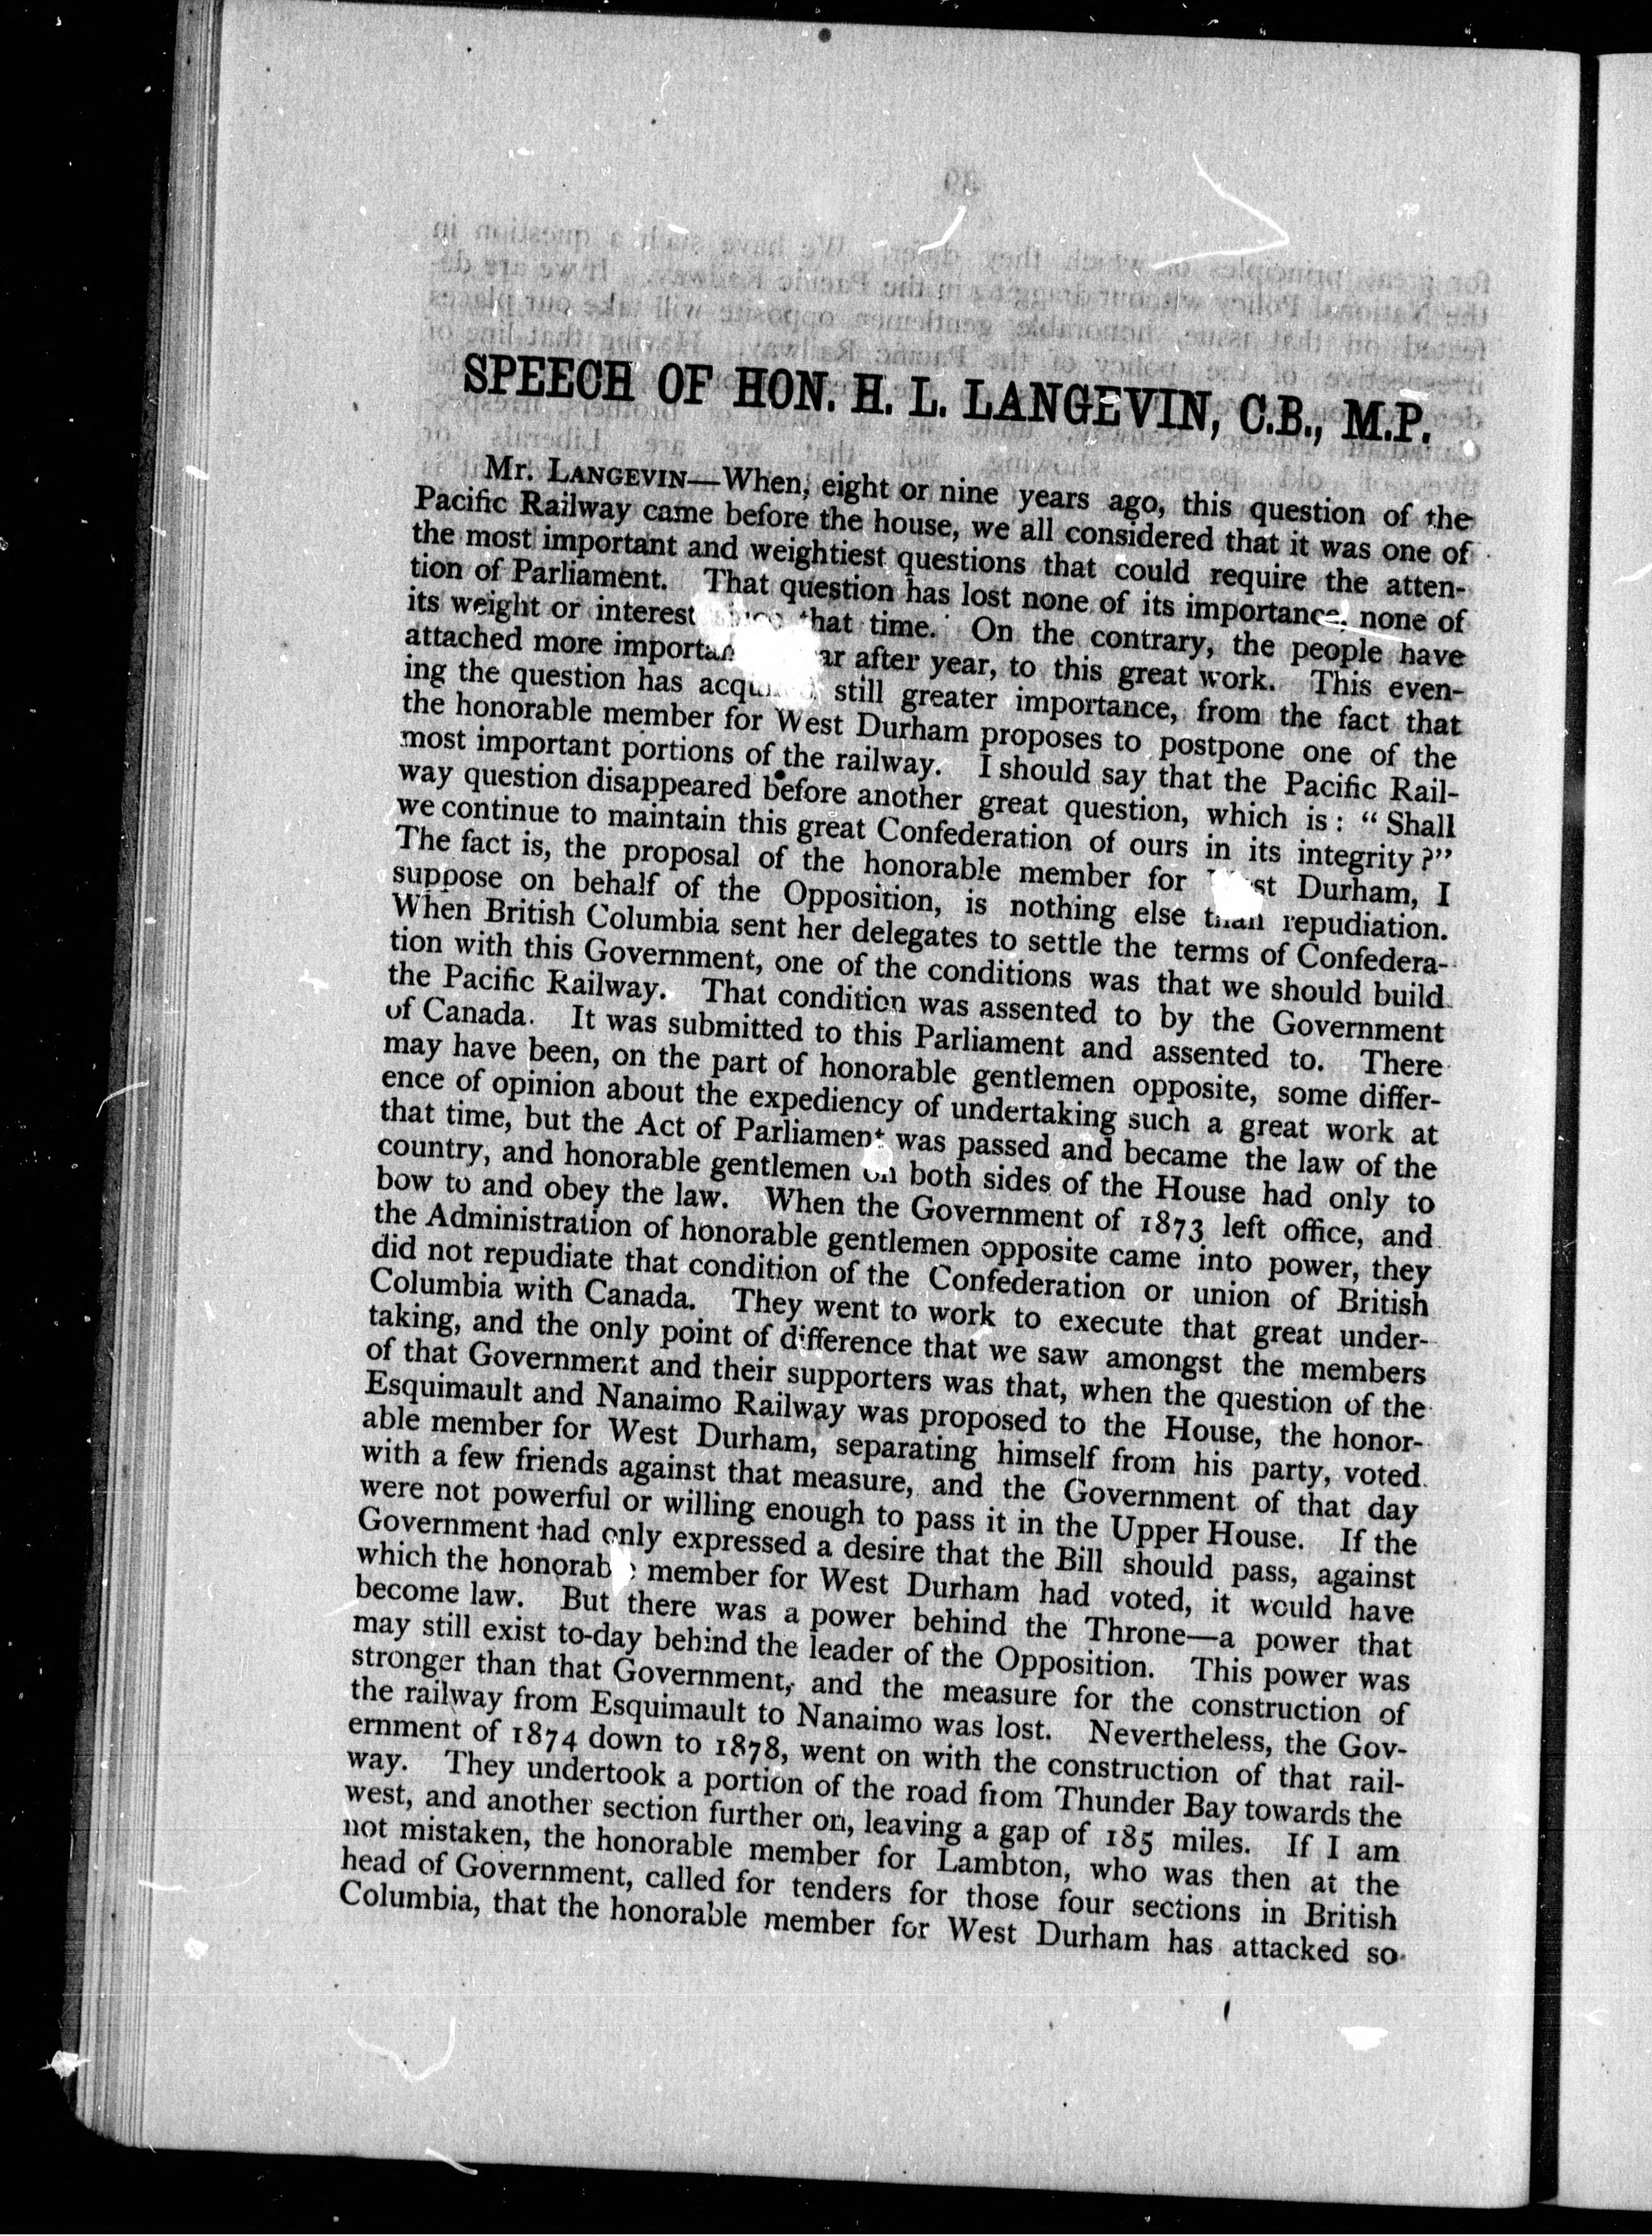 SPEECH OF HON. H. L. LANGEVIN, C.B., M.P.
Mr. LANGEVIN—When, eight or nine years ago, this question of the
Pacific Railway came before the house, we all considered that it was one of
the most important and weightiest questions that could require the atten-
tion of Parliament. That question has lost none of its importance, none of
its weight or interest since that time. On the contrary, the people have
attached more after year, to this great work. This even-
ing the question has acquired still greater importance, from the fact that
the honorable member for West Durham proposes to postpone one of the
most important portions of the railway. I should say that the Pacific Rail-
way question disappeared before another great question, which is: "Shall
we continue to maintain this great Confederation of ours in its integrity?"
The fact is, the proposal of the honorable member for West Durham, I
suppose on behalf of the Opposition, is nothing else than repudiation.
When British Columbia sent her delegates to settle the terms of Confedera-
tion with this Government, one of the conditions was that we should build
the Pacific Railway. That condition was assented to by the Government
of Canada. It was submitted to this Parliament and assented to. There
may have been, on the part of honorable gentlemen opposite, some differ-
ence of opinion about the expediency of undertaking such a great work at
that time, but the Act of Parliament was passed and became the law of the
country, and honorable gentlemen on both sides of the House had only to
bow to and obey the law. When the Government of 1873 left office, and
the Administration of honorable gentlemen opposite came into power, they
did not repudiate that condition of the Confederation or union of British
Columbia with Canada. They went to work to execute that great under-
taking, and the only point of difference that we saw amongst the members
of that Government and their supporters was that, when the question of the
Esquimault and Nanaimo Railway was proposed to the House, the honor-
able member for West Durham, separating himself from his party, voted
with a few friends against that measure, and the Government of that day
were not powerful or willing enough to pass it in the Upper House. If the
Government had only expressed a desire that the Bill should pass, against
which the honorable member for West Durham had voted, it would have
become law. But there was a power behind the Throne—a power that
may still exist to-day behind the leader of the Opposition. This power was
stronger than that Government, and the measure for the construction of
the railway from Esquimault to Nanaimo was lost. Nevertheless, the Gov-
ernment of 1874 down to 1878, went on with the construction of that rail-
way. They undertook a portion of the road from Thunder Bay towards the
west, and another section further on, leaving a gap of 185 miles. If I am
not mistaken, the honorable member for Lambton, who was then at the
head of Government, called for tenders for those four sections in British
Columbia, that the honorable member for West Durham has attacked so